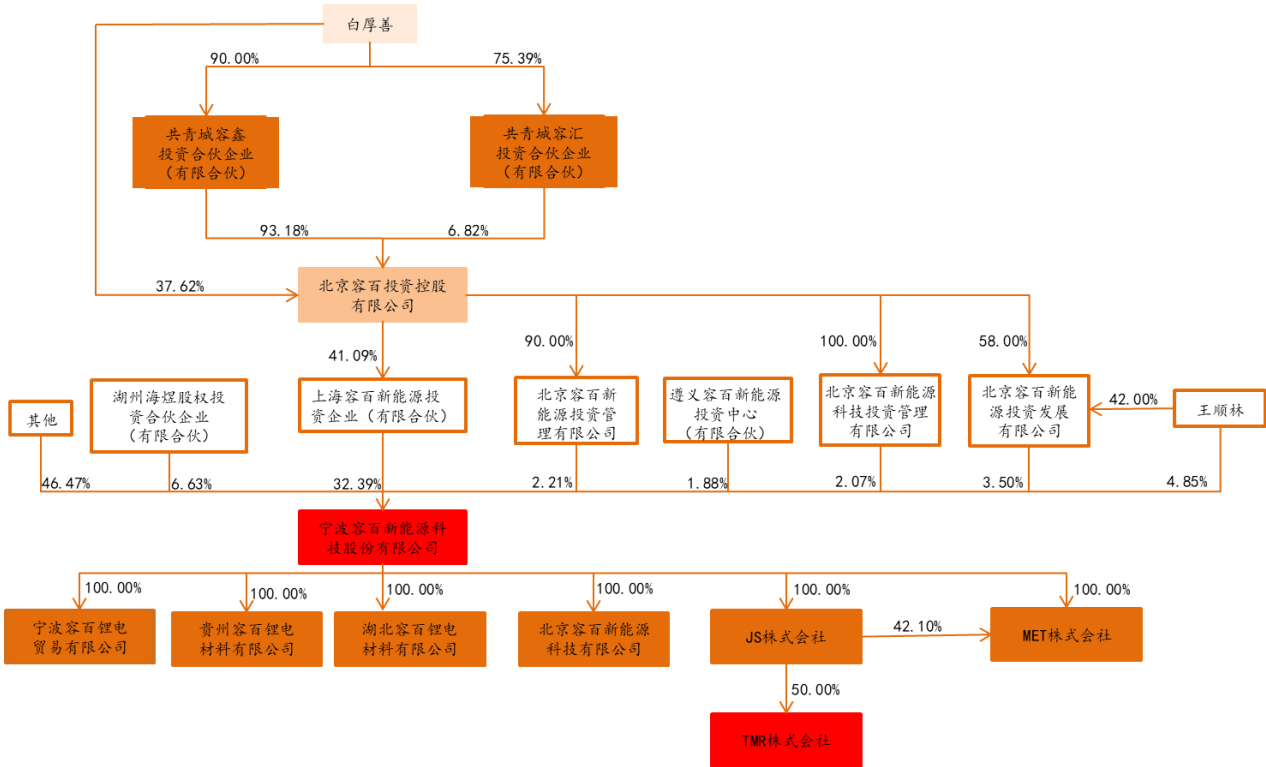 白厚善
90.00%
75.39%
共青城容鑫
投资合伙企业
（有限合伙）
共青城容汇
投资合伙企业
（有限合伙）
93.18%
6.82%
37.62%
北京容百投资控股
有限公司
41.09%
90.00%
100.00%
58.00%
其他
湖州海煜股权投
资合伙企业
（有限合伙）
上海容百新能源投
资企业（有限合伙）
北京容百新
能源投资管
理有限公司
遵义容百新能源
投资中心
（有限合伙）
北京容百新能源
科技投资管理
有限公司
北京容百新能
源投资发展
有限公司
42.00%
王顺林
46.47%
6.63%
32.39%
2.21%
1.88%
2.07%
3.50%
4.85%
宁波容百新能源科
技股份有限公司
100.00%
100.00%
100.00%
100.00%
100.00%
100.00%
宁波容百锂电
贸易有限公司
贵州容百锂电
材料有限公司
湖北容百锂电
材料有限公司
北京容百新能源
科技有限公司
JS株式会社
42.10%
MET株式会社
50.00%
TMR株式会社